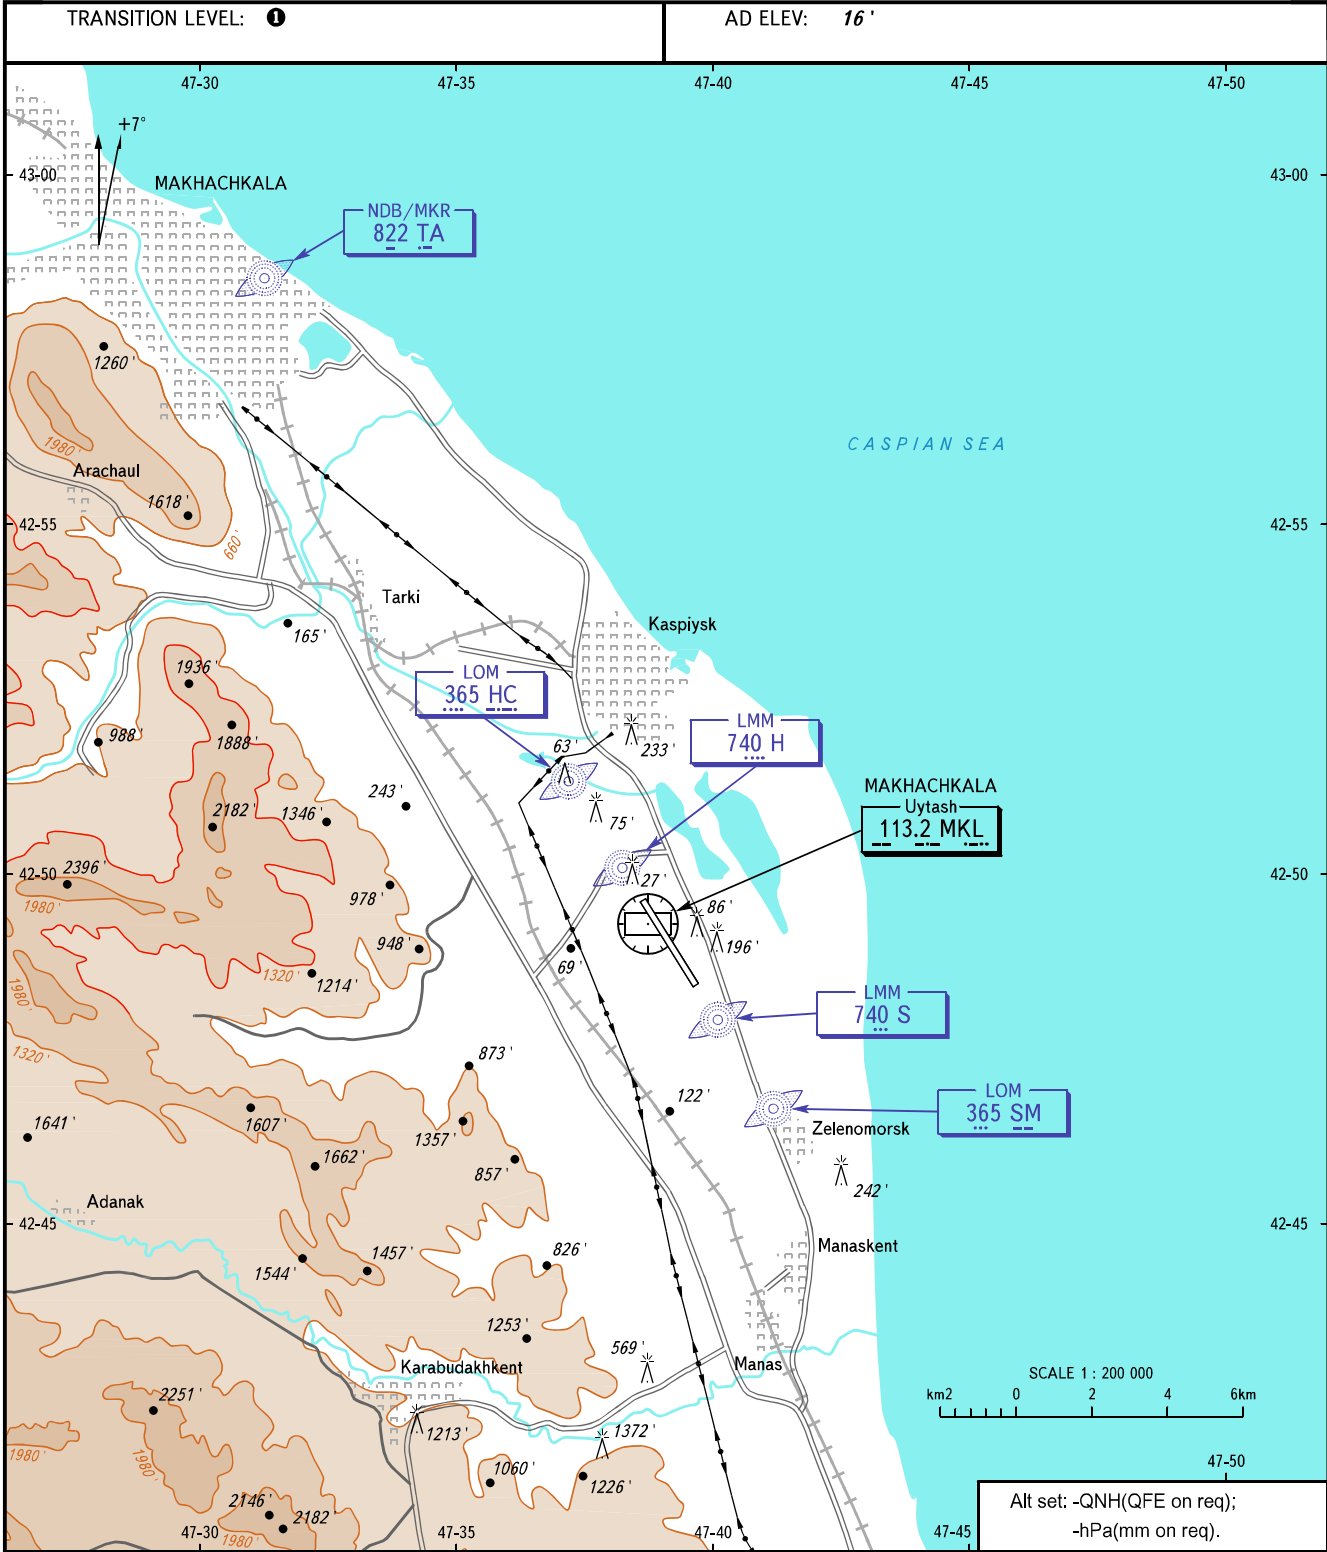 TRANSITION LEVEL: ❶
AD ELEV: 16 '
47-30 47-35 47-40 47-45 47-50
+7°
43-00 43-00
MAKHACHKALA
NDB/MKR
822 TA
1260 '
CASPIAN SEA
1980 '
Arachaul
1618 '
42-55 42-55
660 '
Tarki
165 '
Kaspiysk
1936 '
LOM
365 HC
LMM
740 H
988 '
1888 '
63 '
233 '
MAKHACHKALA
Uytash
113.2 MKL
2182 '
1346 '
243 '
75 '
2396 '
42-50 42-50
27 '
1980 '
978 '
86 '
948 '
196 '
69 '
1320 '
1214 '
1980 '
LMM
740 S
1320 '
873 '
LOM
365 SM
122 '
1641 '
1607 '
1357 '
Zelenomorsk
1662 '
857 '
242 '
Adanak
42-45 42-45
Manaskent
1457 '
826 '
1544 '
1253 '
569 '
Karabudakhkent
Manas
SCALE 1 : 200 000
km2 0 2 4 6km
2251 '
1213 '
1372 '
1980 '
1980 '
47-50
1060 '
1226 '
2146 '
2182 '
1980 '
47-30 47-35 47-40 47-45
Alt set: -QNH(QFE on req);
-hPa(mm on req).